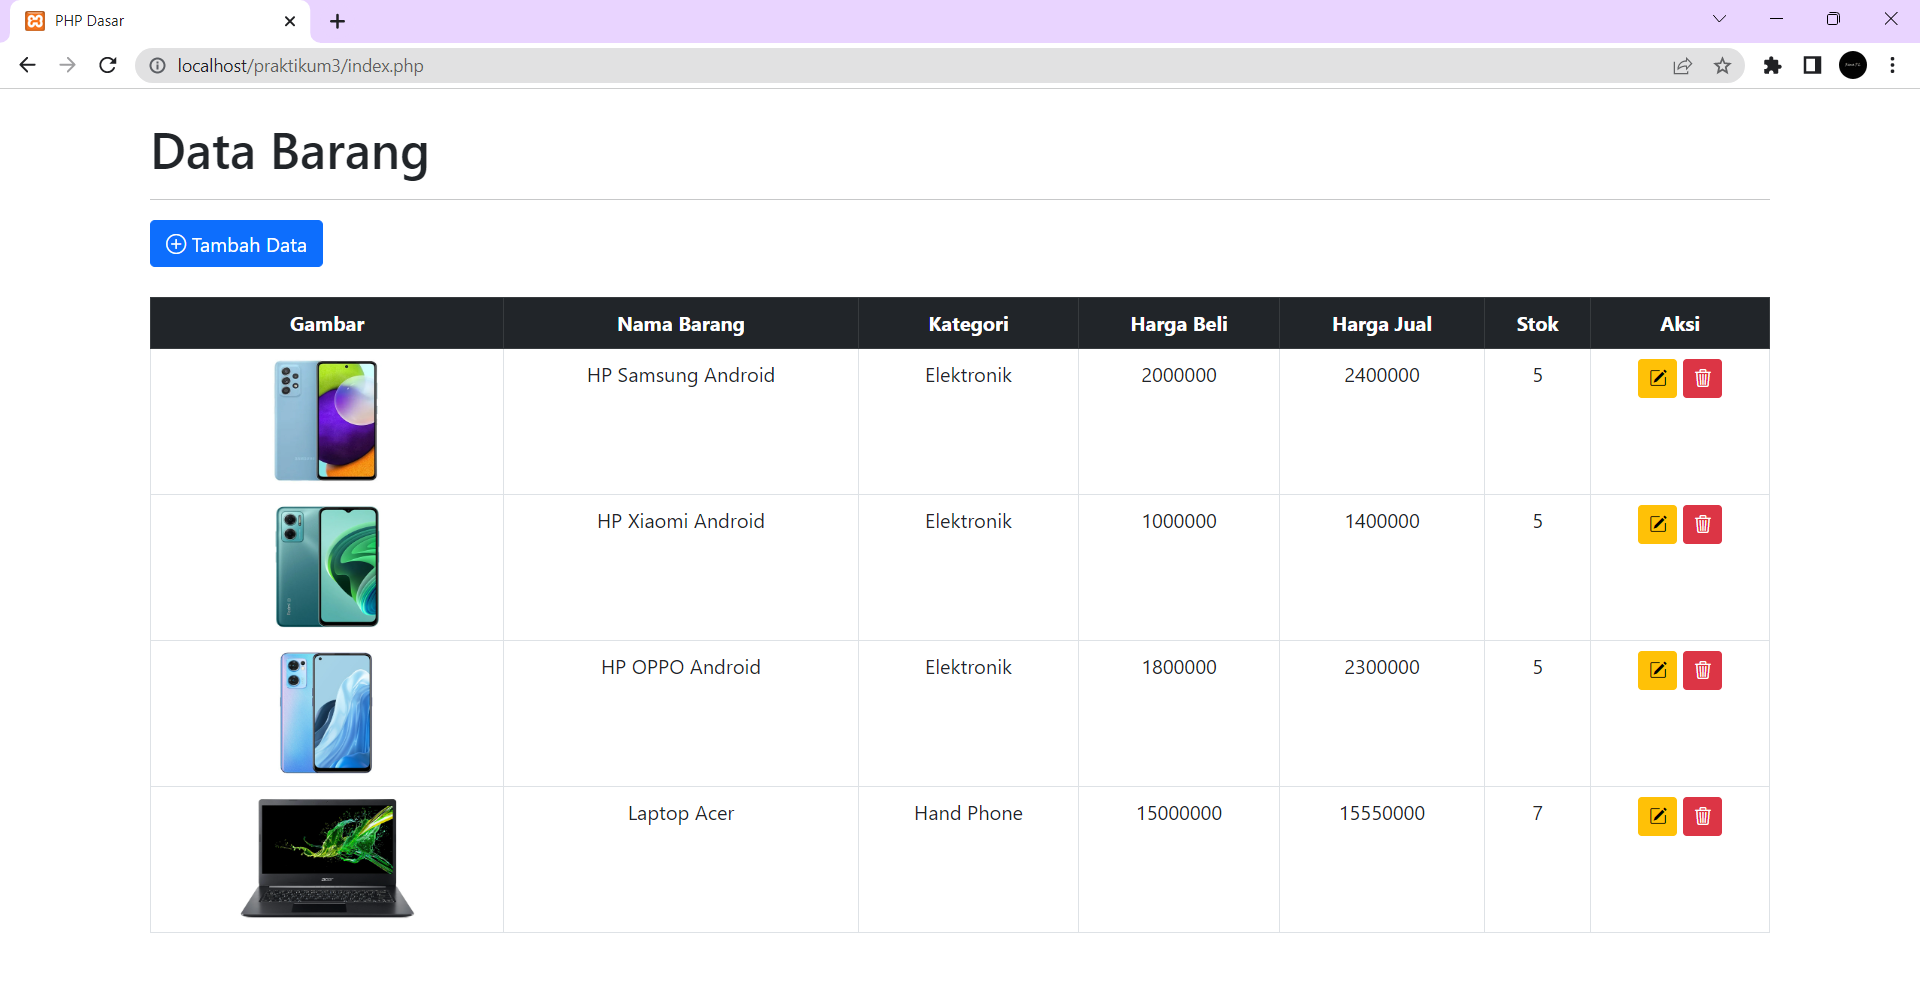 PHP Dasar
localhost/praktikum3/index.php
Data Barang
Tambah Data
Gambar Nama Barang Kategori Harga Beli Harga Jual Stok Aksi
HP Samsung Android Elektronik 2000000 2400000 5
HP Xiaomi Android Elektronik 1000000 1400000 5
HP OPPO Android Elektronik 1800000 2300000 5
Laptop Acer Hand Phone 15000000 15550000 7